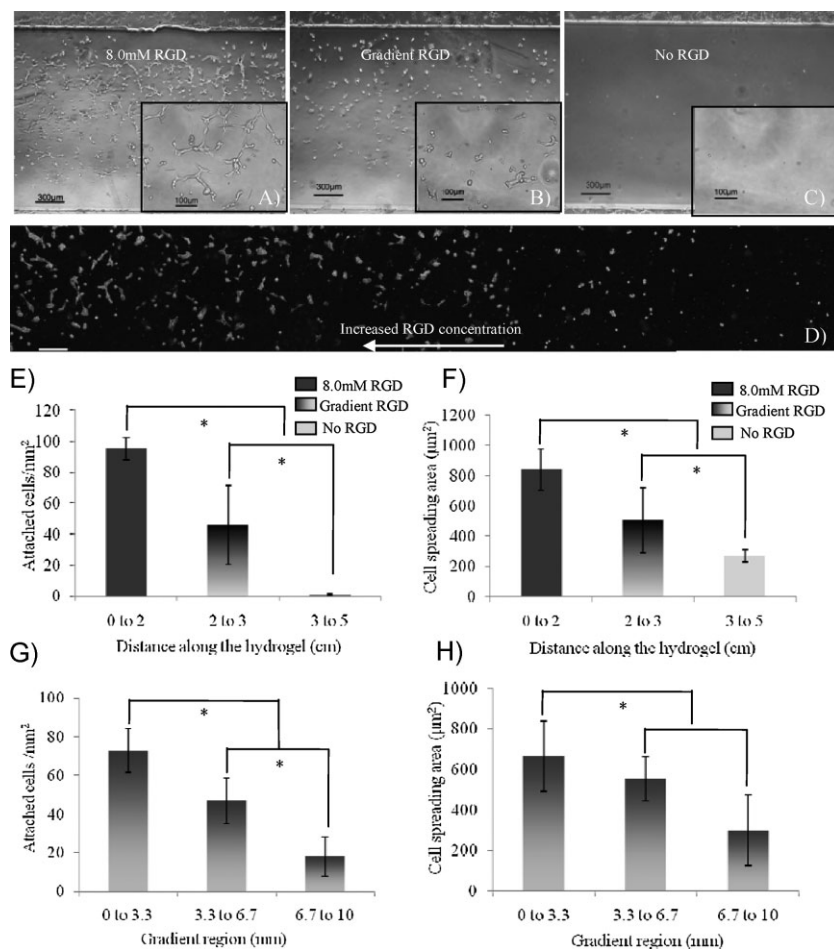 8.0mM RGD
300µm
100µm
A)
Gradient RGD
300µm
100µm
B)
No RGD
300µm
100µm
C)
Increased RGD concentration
D)
E)
8.0mM RGD
Gradient RGD
No RGD
Attached cells/mm²
120
100
80
60
40
20
0
*
*
0 to 2
2 to 3
3 to 5
Distance along the hydrogel (cm)
F)
8.0mM RGD
Gradient RGD
No RGD
Cell spreading area (µm²)
1200
1000
800
600
400
200
0
*
*
0 to 2
2 to 3
3 to 5
Distance along the hydrogel (cm)
G)
Attached cells /mm²
100
80
60
40
20
0
*
*
0 to 3.3
3.3 to 6.7
6.7 to 10
Gradient region (mm)
H)
Cell spreading area (µm²)
1000
800
600
400
200
0
*
0 to 3.3
3.3 to 6.7
6.7 to 10
Gradient region (mm)